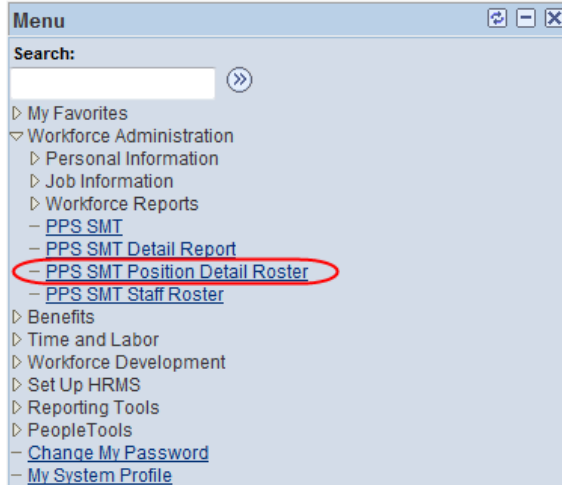 Menu
Search:
My Favorites
Workforce Administration
Personal Information
Job Information
Workforce Reports
PPS SMT
PPS SMT Detail Report
PPS SMT Position Detail Roster
PPS SMT Staff Roster
Benefits
Time and Labor
Workforce Development
Set Up HRMS
Reporting Tools
PeopleTools
Change My Password
My System Profile